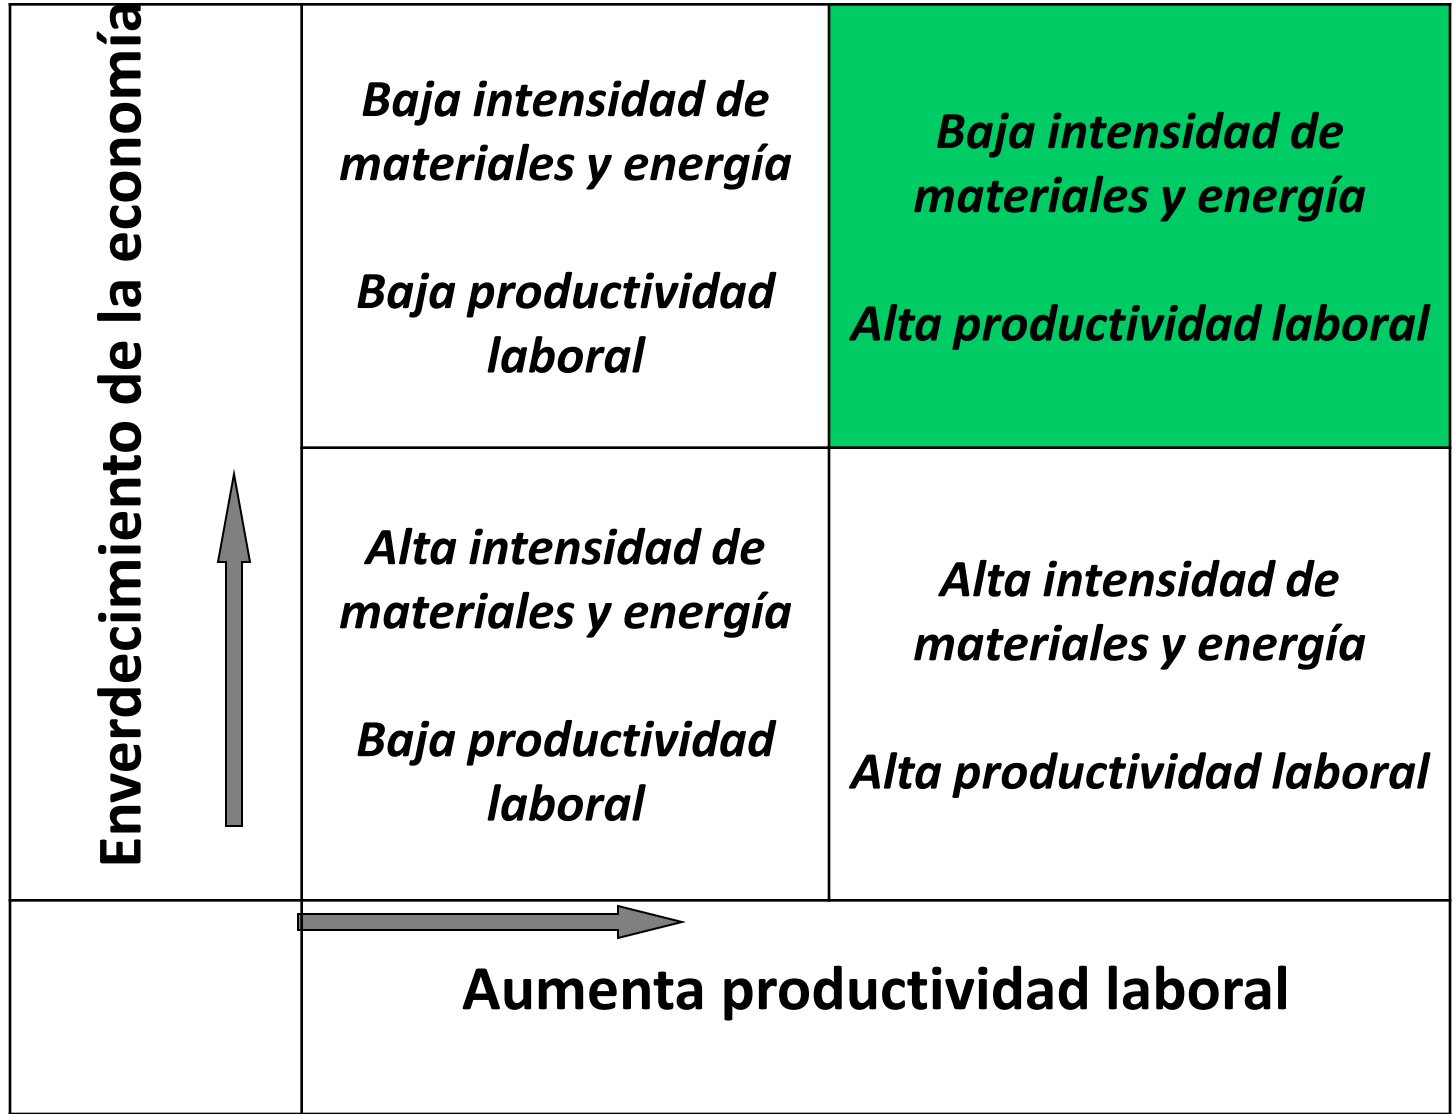 Enverdecimiento de la economía
Baja intensidad de
materiales y energía
Baja productividad
laboral
Baja intensidad de
materiales y energía
Alta productividad laboral
Alta intensidad de
materiales y energía
Baja productividad
laboral
Alta intensidad de
materiales y energía
Alta productividad laboral
Aumenta productividad laboral